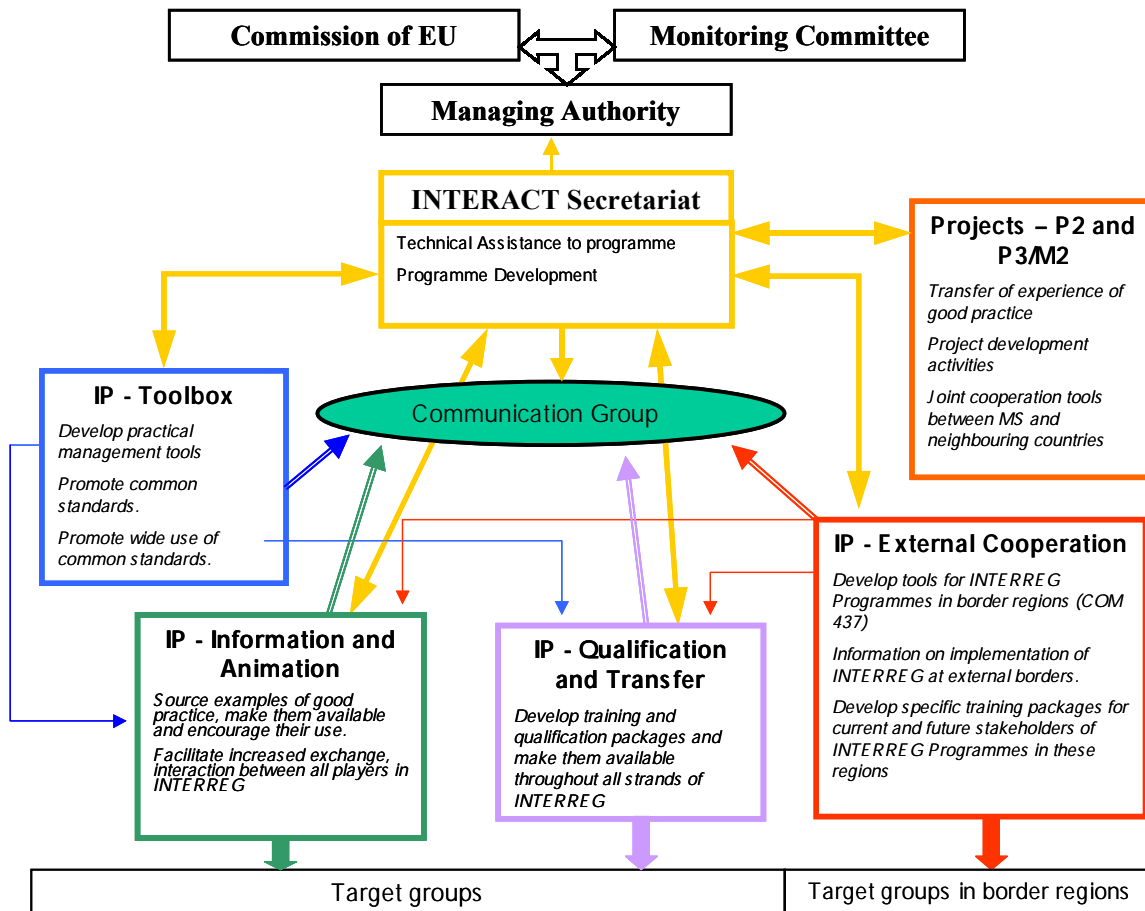 Commission of EU
Monitoring Committee
Managing Authority
INTERACT Secretariat
Technical Assistance to programme
Programme Development
Projects – P2 and
P3/M2
Transfer of experience of
good practice
Project development
activities
Joint cooperation tools
between MS and
neighbouring countries
IP - Toolbox
Develop practical
management tools
Promote common
standards.
Promote wide use of
common standards.
Communication Group
IP - External Cooperation
Develop tools for INTERREG
Programmes in border regions (COM
437)
Information on implementation of
INTERREG at external borders.
Develop specific training packages for
current and future stakeholders of
INTERREG Programmes in these
regions
IP - Information and
Animation
Source examples of good
practice, make them available
and encourage their use.
Facilitate increased exchange,
interaction between all players in
INTERREG
IP - Qualification
and Transfer
Develop training and
qualification packages and
make them available
throughout all strands of
INTERREG
Target groups
Target groups in border regions